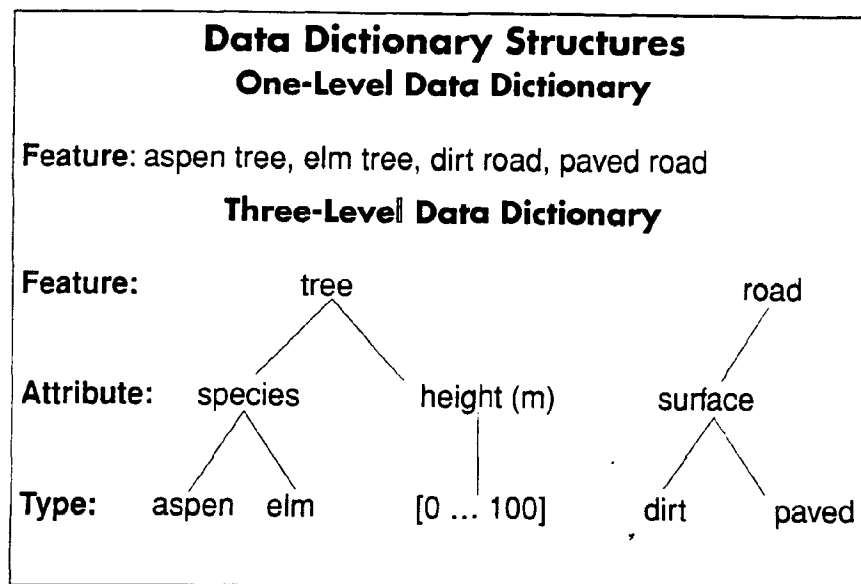 Data Dictionary Structures
One-Level Data Dictionary
Feature: aspen tree, elm tree, dirt road, paved road
Three-Level Data Dictionary
Feature: tree road
Attribute: species height (m) surface
Type: aspen elm [0 ... 100] dirt paved